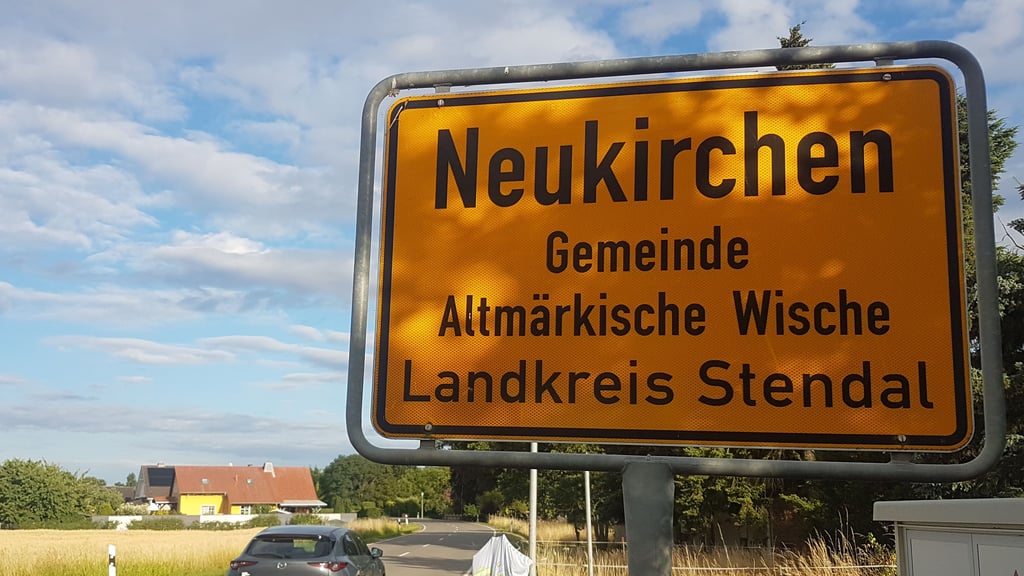 Neukirchen
Gemeinde
Altmärkische Wische
Landkreis Stendal